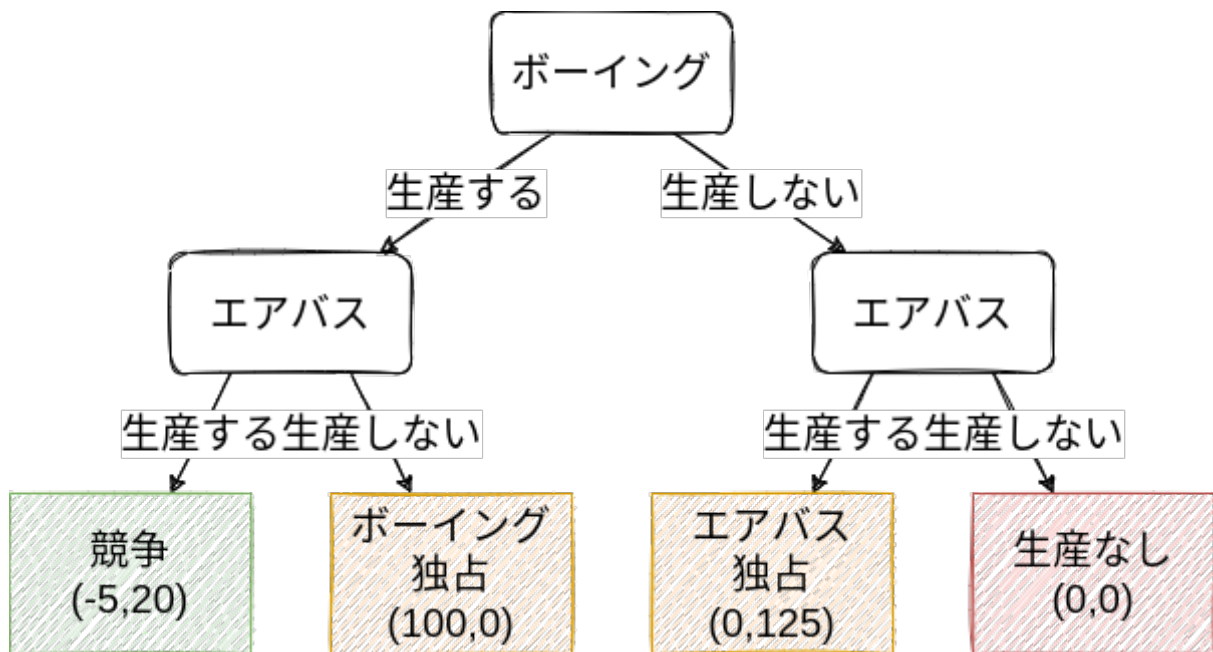 ボーイング
生産する
生産しない
エアバス
エアバス
生産する
生産しない
生産する
生産しない
競争
(-5,20)
ボーイング
独占
(100,0)
エアバス
独占
(0,125)
生産なし
(0,0)